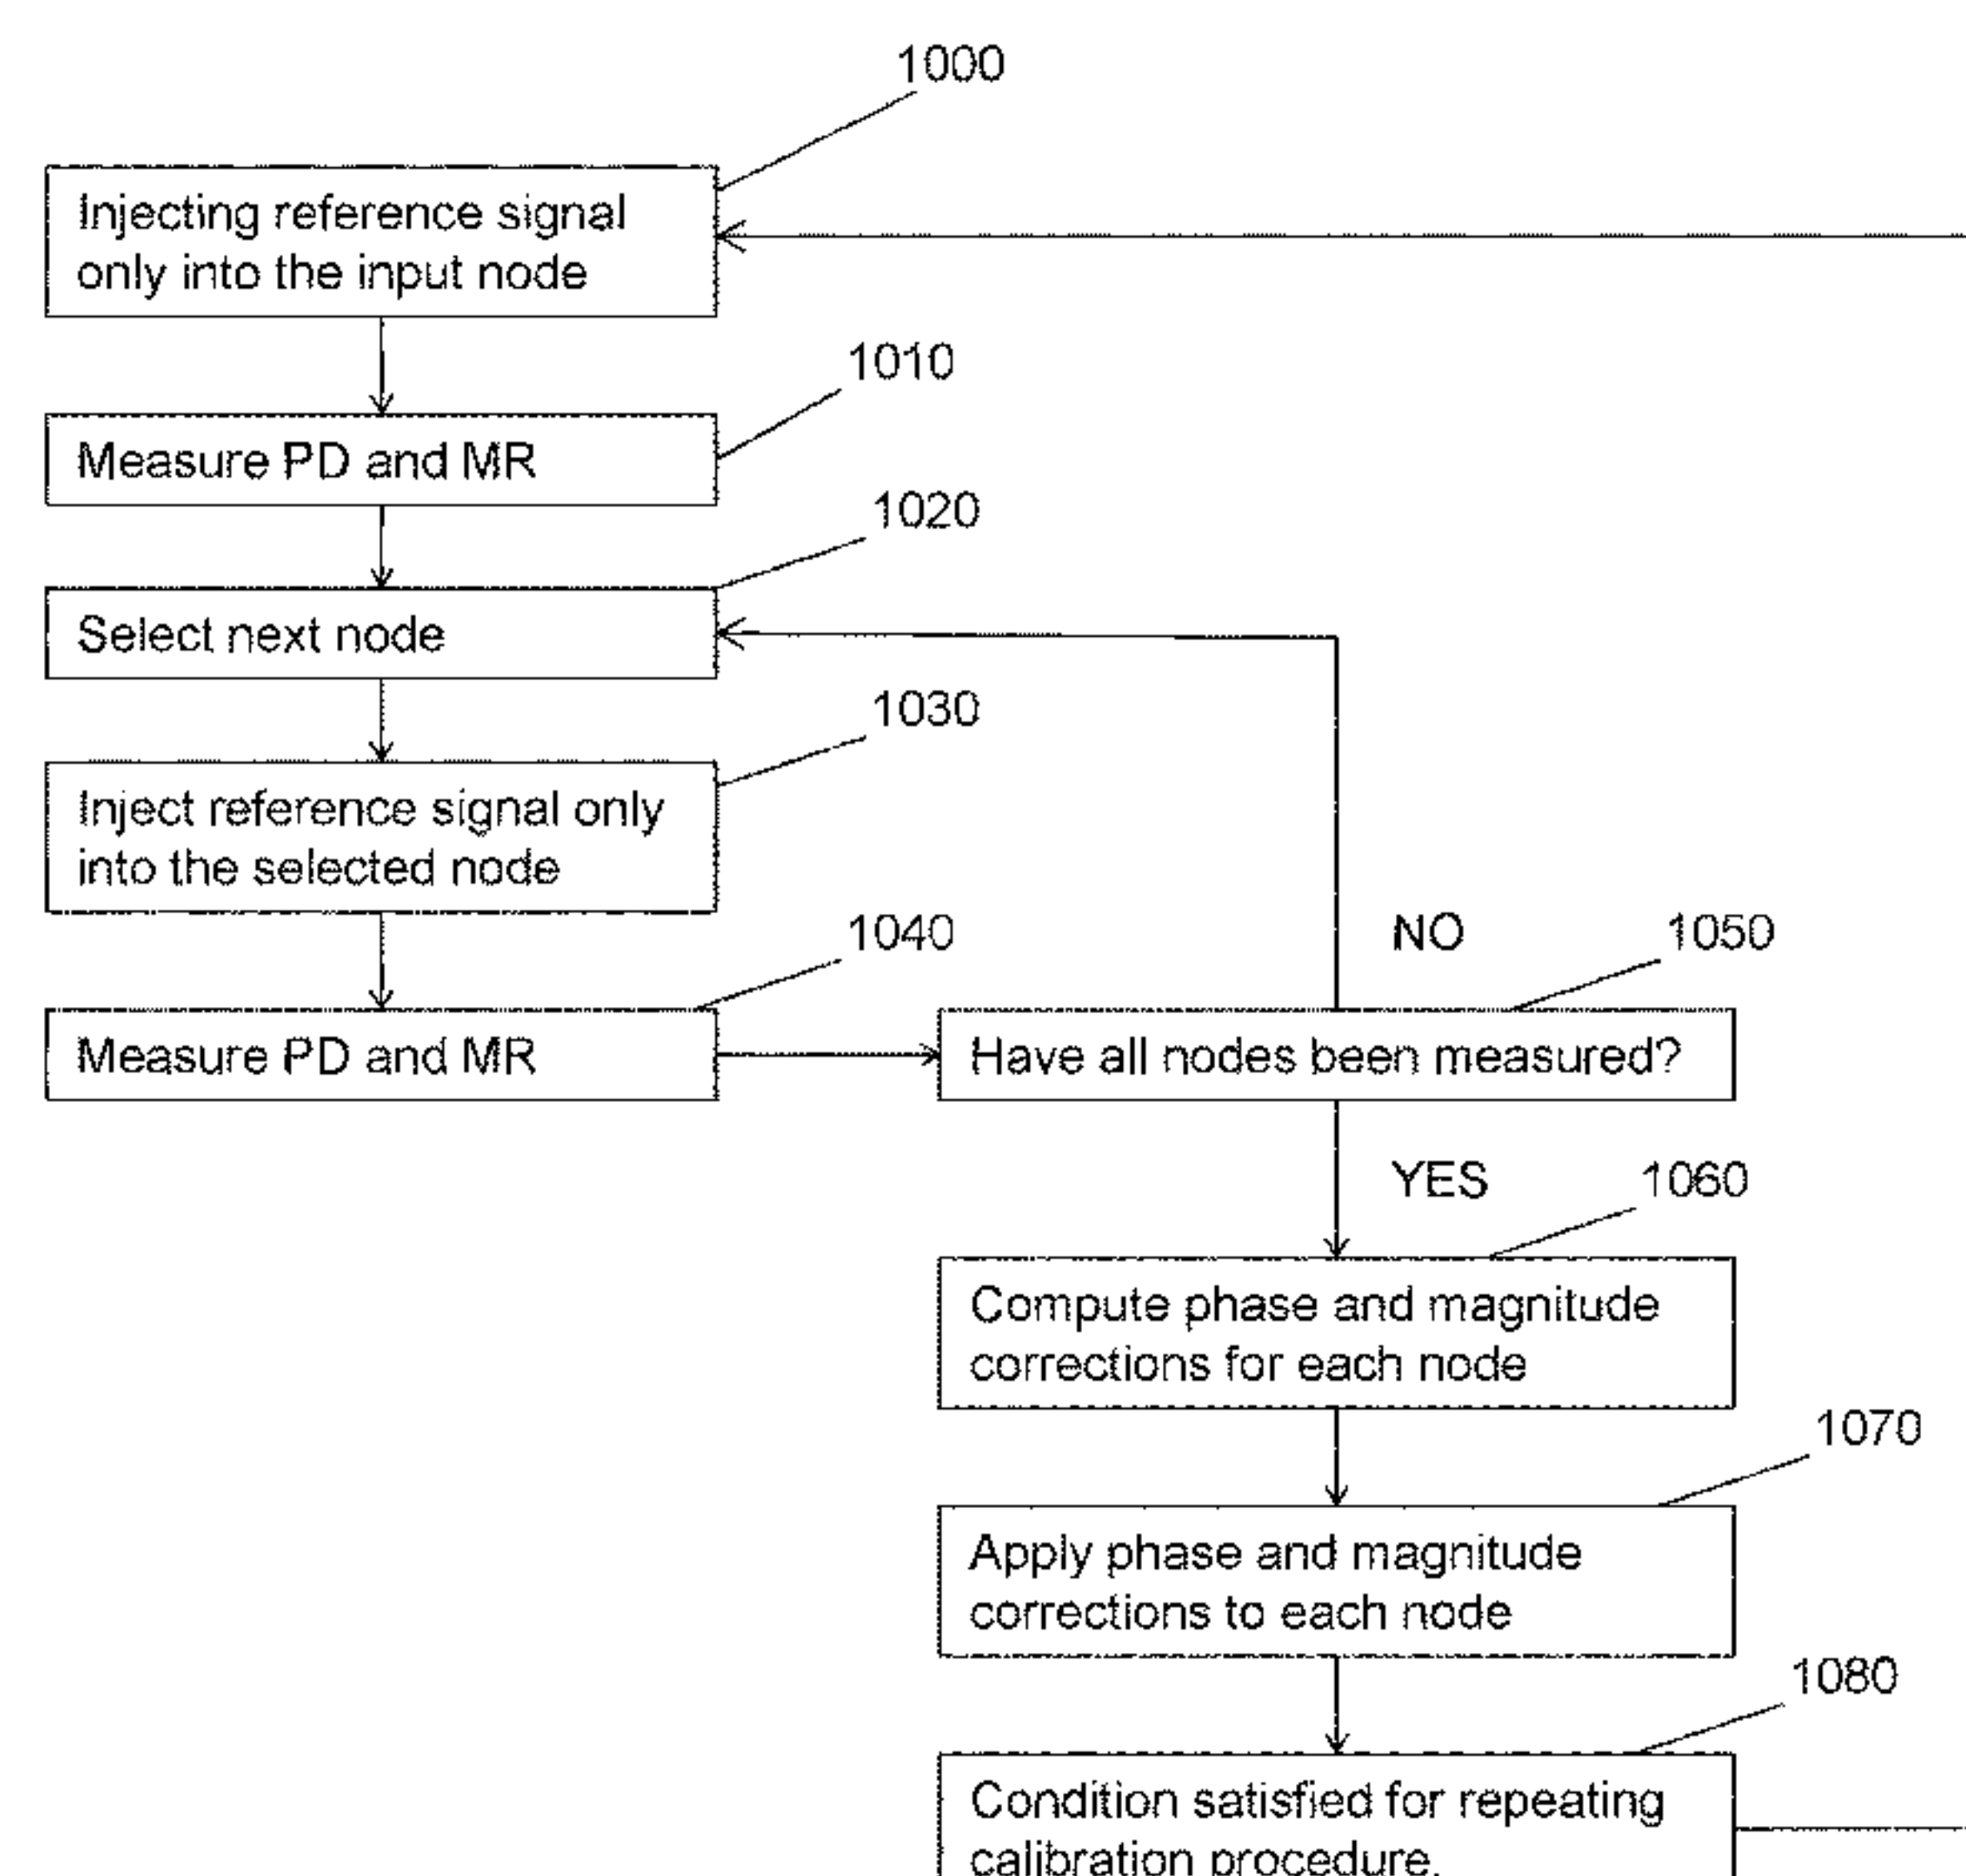 1000
Injecting reference signal
only into the input node
1010
Measure PD and MR
1020
Select next node
1030
Inject reference signal only
into the selected node
1040
Measure PD and MR
NO
1050
Have all nodes been measured?
YES
1060
Compute phase and magnitude
corrections for each node
1070
Apply phase and magnitude
corrections to each node
1080
Condition satisfied for repeating
calibration procedure.